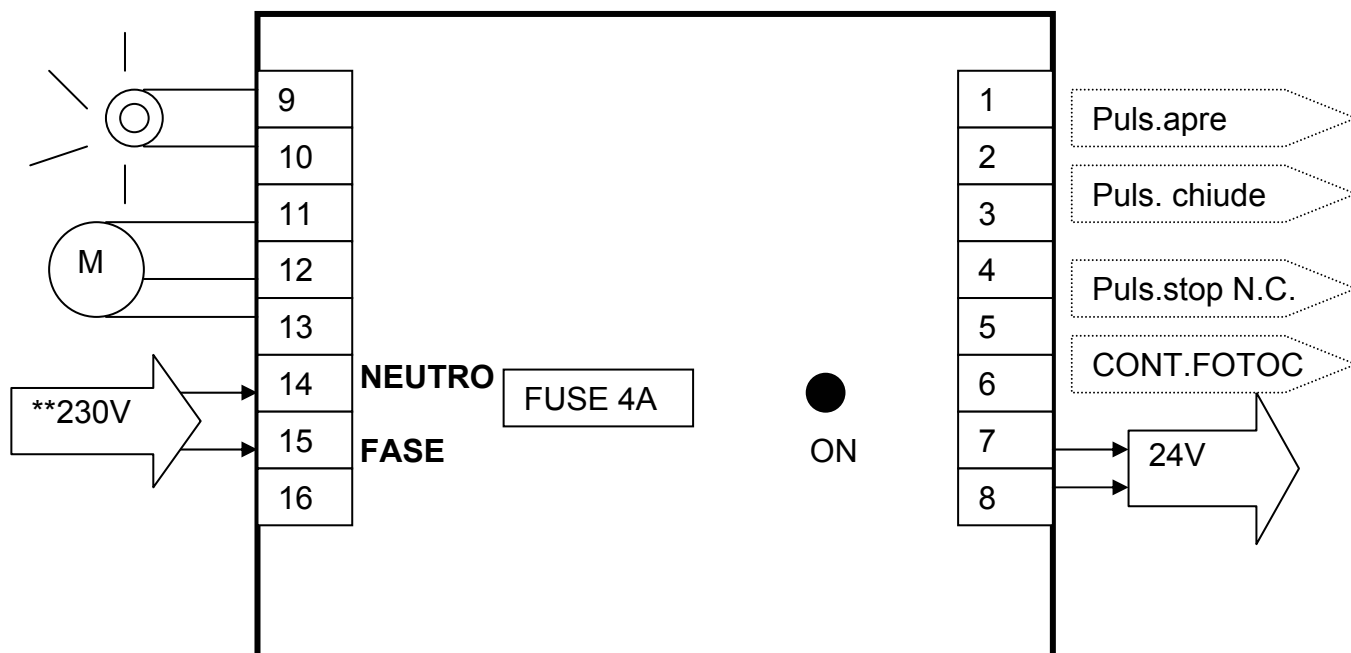 9
10
11
12
13
14
15
16
M
**230V
NEUTRO
FASE
FUSE 4A
ON
1
2
3
4
5
6
7
8
Puls.apre
Puls. chiude
Puls.stop N.C.
CONT.FOTOC
24V